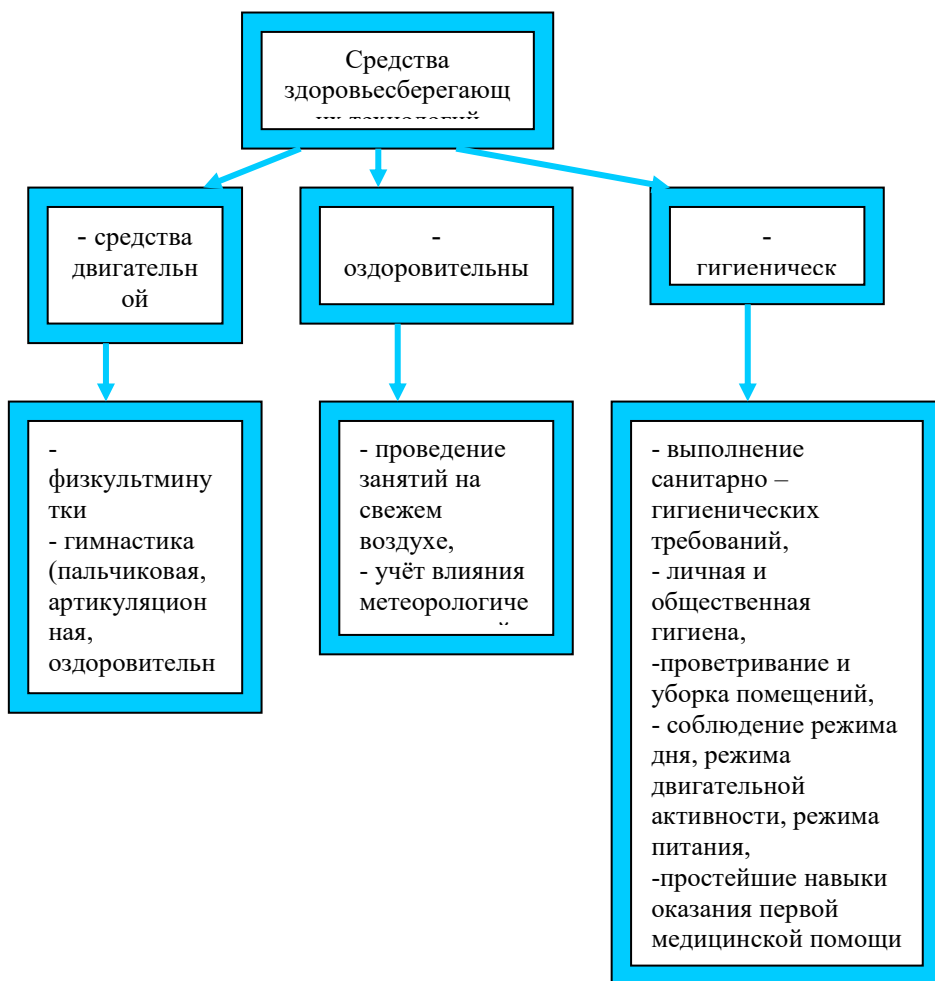 Средства
здоровьесберегающ
их технологий
- средства
двигательн
ой
-
оздоровительны
-
гигиеническ
-
физкультмину
тки
- гимнастика
(пальчиковая,
артикуляцион
ная,
оздоровительн
- проведение
занятий на
свежем
воздухе,
- учёт влияния
метеорологиче
- выполнение
санитарно –
гигиенических
требований,
- личная и
общественная
гигиена,
-проветривание и
уборка помещений,
- соблюдение режима
дня, режима
двигательной
активности, режима
питания,
-простейшие навыки
оказания первой
медицинской помощи